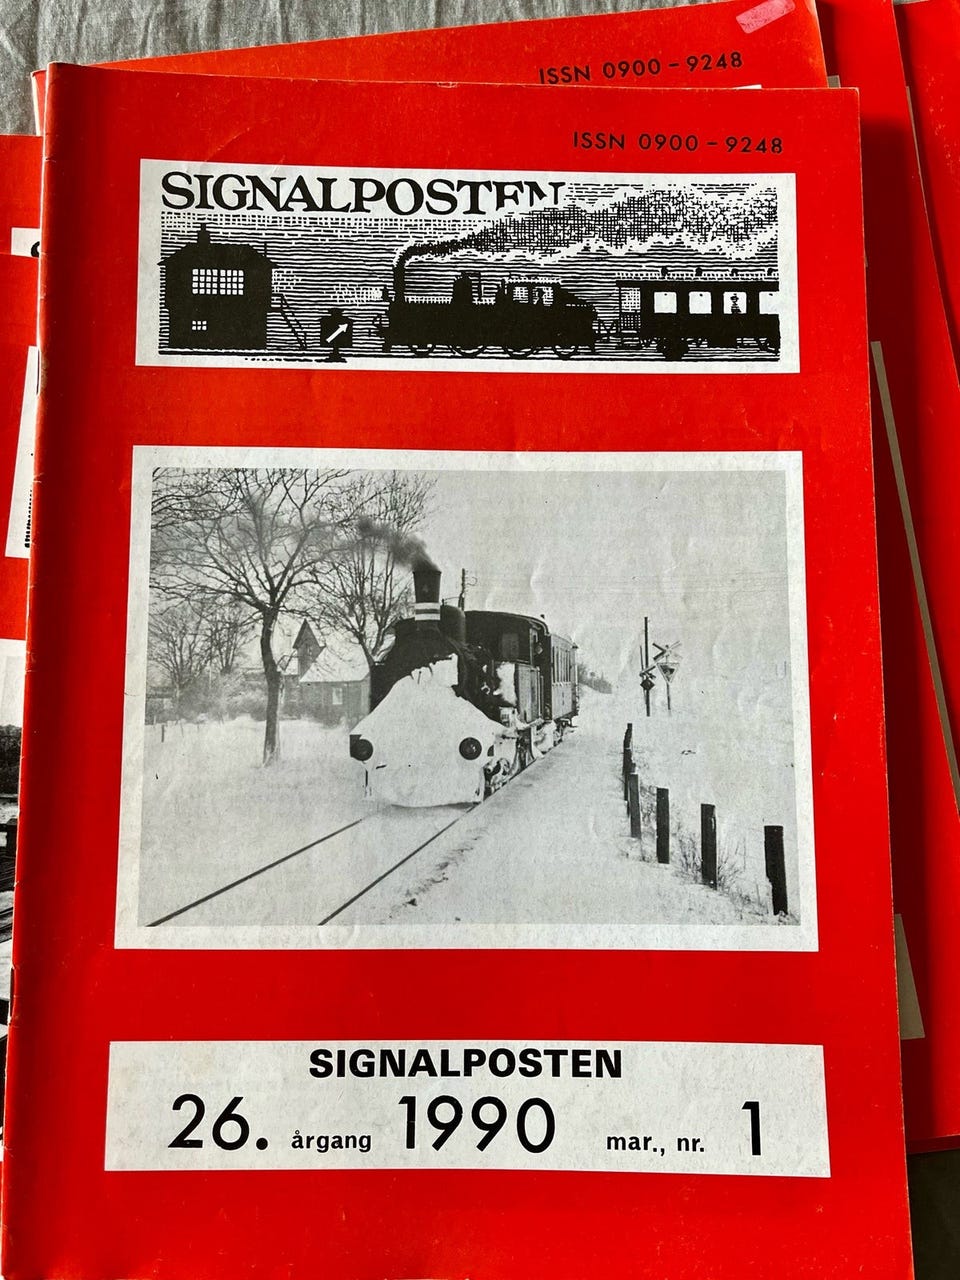 ISSN 0900-9248
ISSN 0900-9248
SIGNALPOSTEN
SIGNALPOSTEN
26. årgang 1990 mar., nr. 1